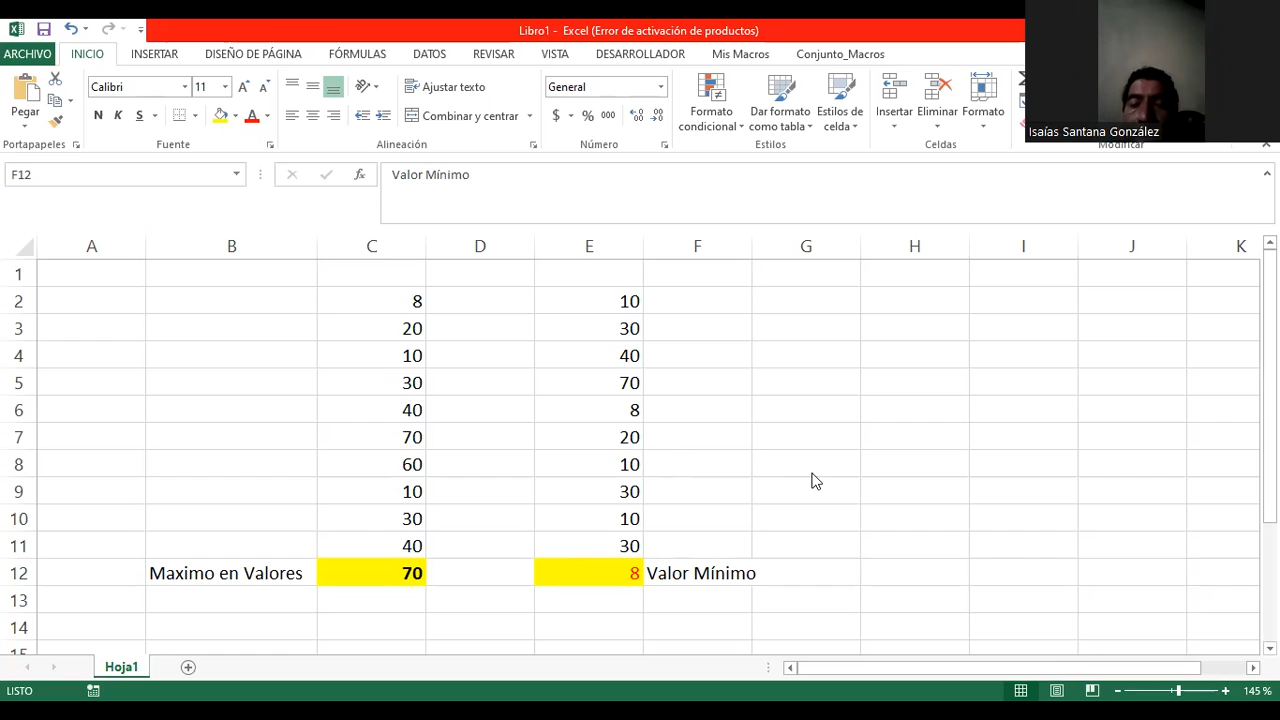 Libro1 - Excel (Error de activación de productos)
ARCHIVO INICIO INSERTAR DISEÑO DE PÁGINA FÓRMULAS DATOS REVISAR VISTA DESARROLLADOR Mis Macros Conjunto_Macros
Calibri 11 Ajustar texto General
Pegar N K S Combinar y centrar $ % 000 Formato condicional Dar formato como tabla Estilos de celda Insertar Eliminar Formato
Isaías Santana González
Portapapeles Fuente Alineación Número Estilos Celdas Modificar
F12 fx Valor Mínimo
A B C D E F G H I J K
1
2 8 10
3 20 30
4 10 40
5 30 70
6 40 8
7 70 20
8 60 10
9 10 30
10 30 10
11 40 30
12 Maximo en Valores 70 8 Valor Mínimo
13
14
15
Hoja1
LISTO 145 %